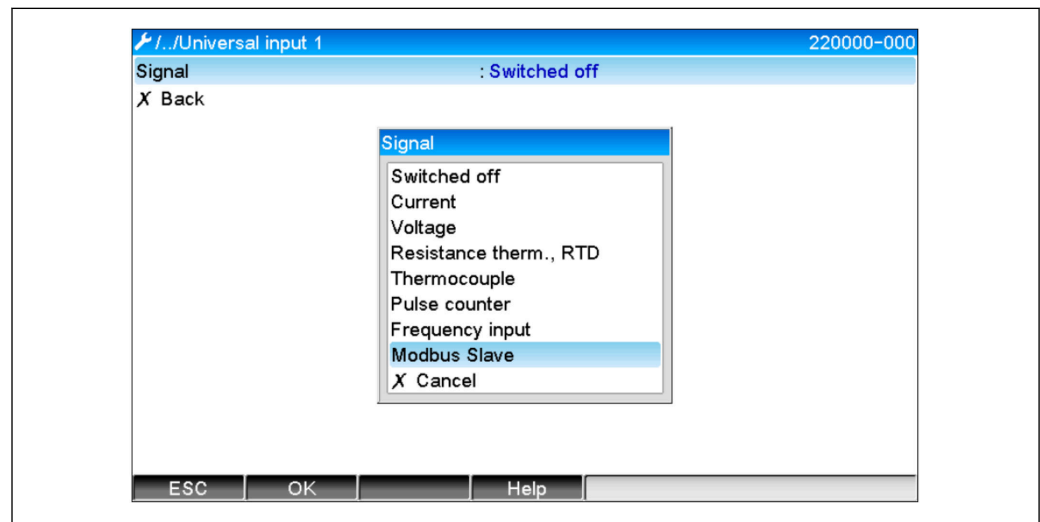 /../Universal input 1 220000-000
Signal : Switched off
X Back
Signal
Switched off
Current
Voltage
Resistance therm., RTD
Thermocouple
Pulse counter
Frequency input
Modbus Slave
X Cancel
ESC OK Help